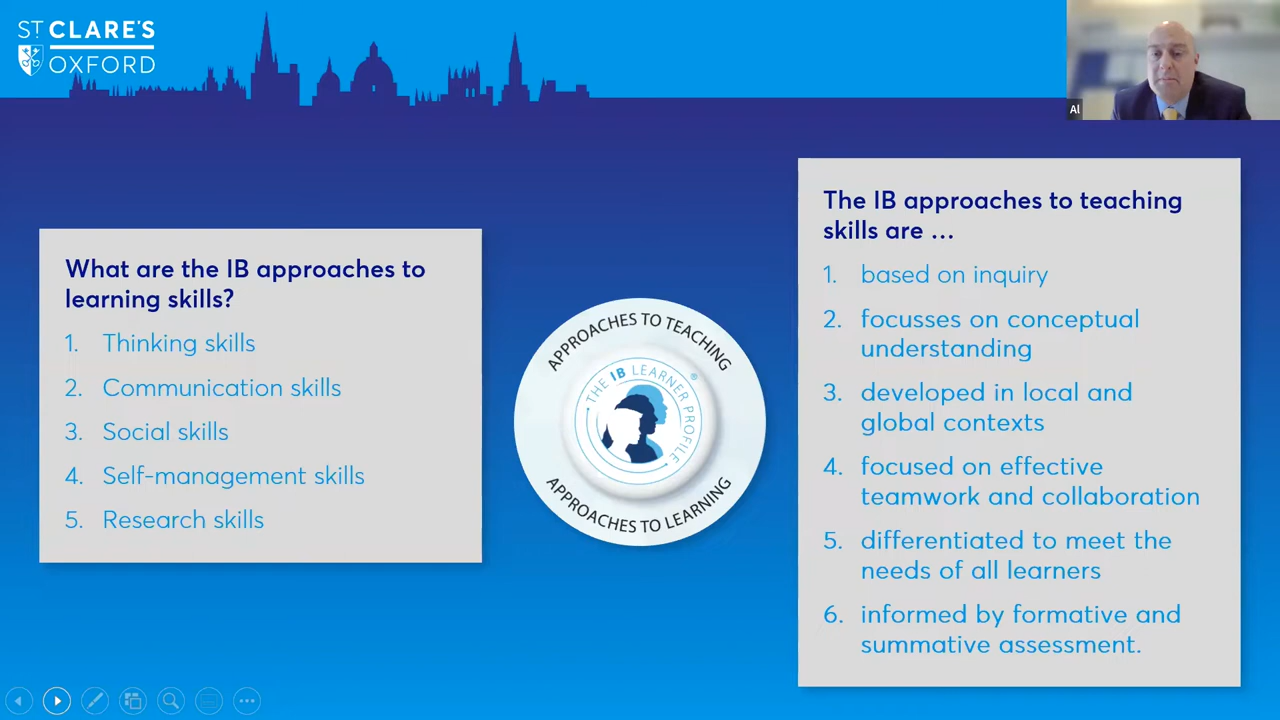 ST CLARE'S
OXFORD
Al
What are the IB approaches to
learning skills?
1. Thinking skills
2. Communication skills
3. Social skills
4. Self-management skills
5. Research skills
APPROACHES TO TEACHING
THE IB LEARNER PROFILE®
APPROACHES TO LEARNING
The IB approaches to teaching
skills are …
1. based on inquiry
2. focusses on conceptual
understanding
3. developed in local and
global contexts
4. focused on effective
teamwork and collaboration
5. differentiated to meet the
needs of all learners
6. informed by formative and
summative assessment.